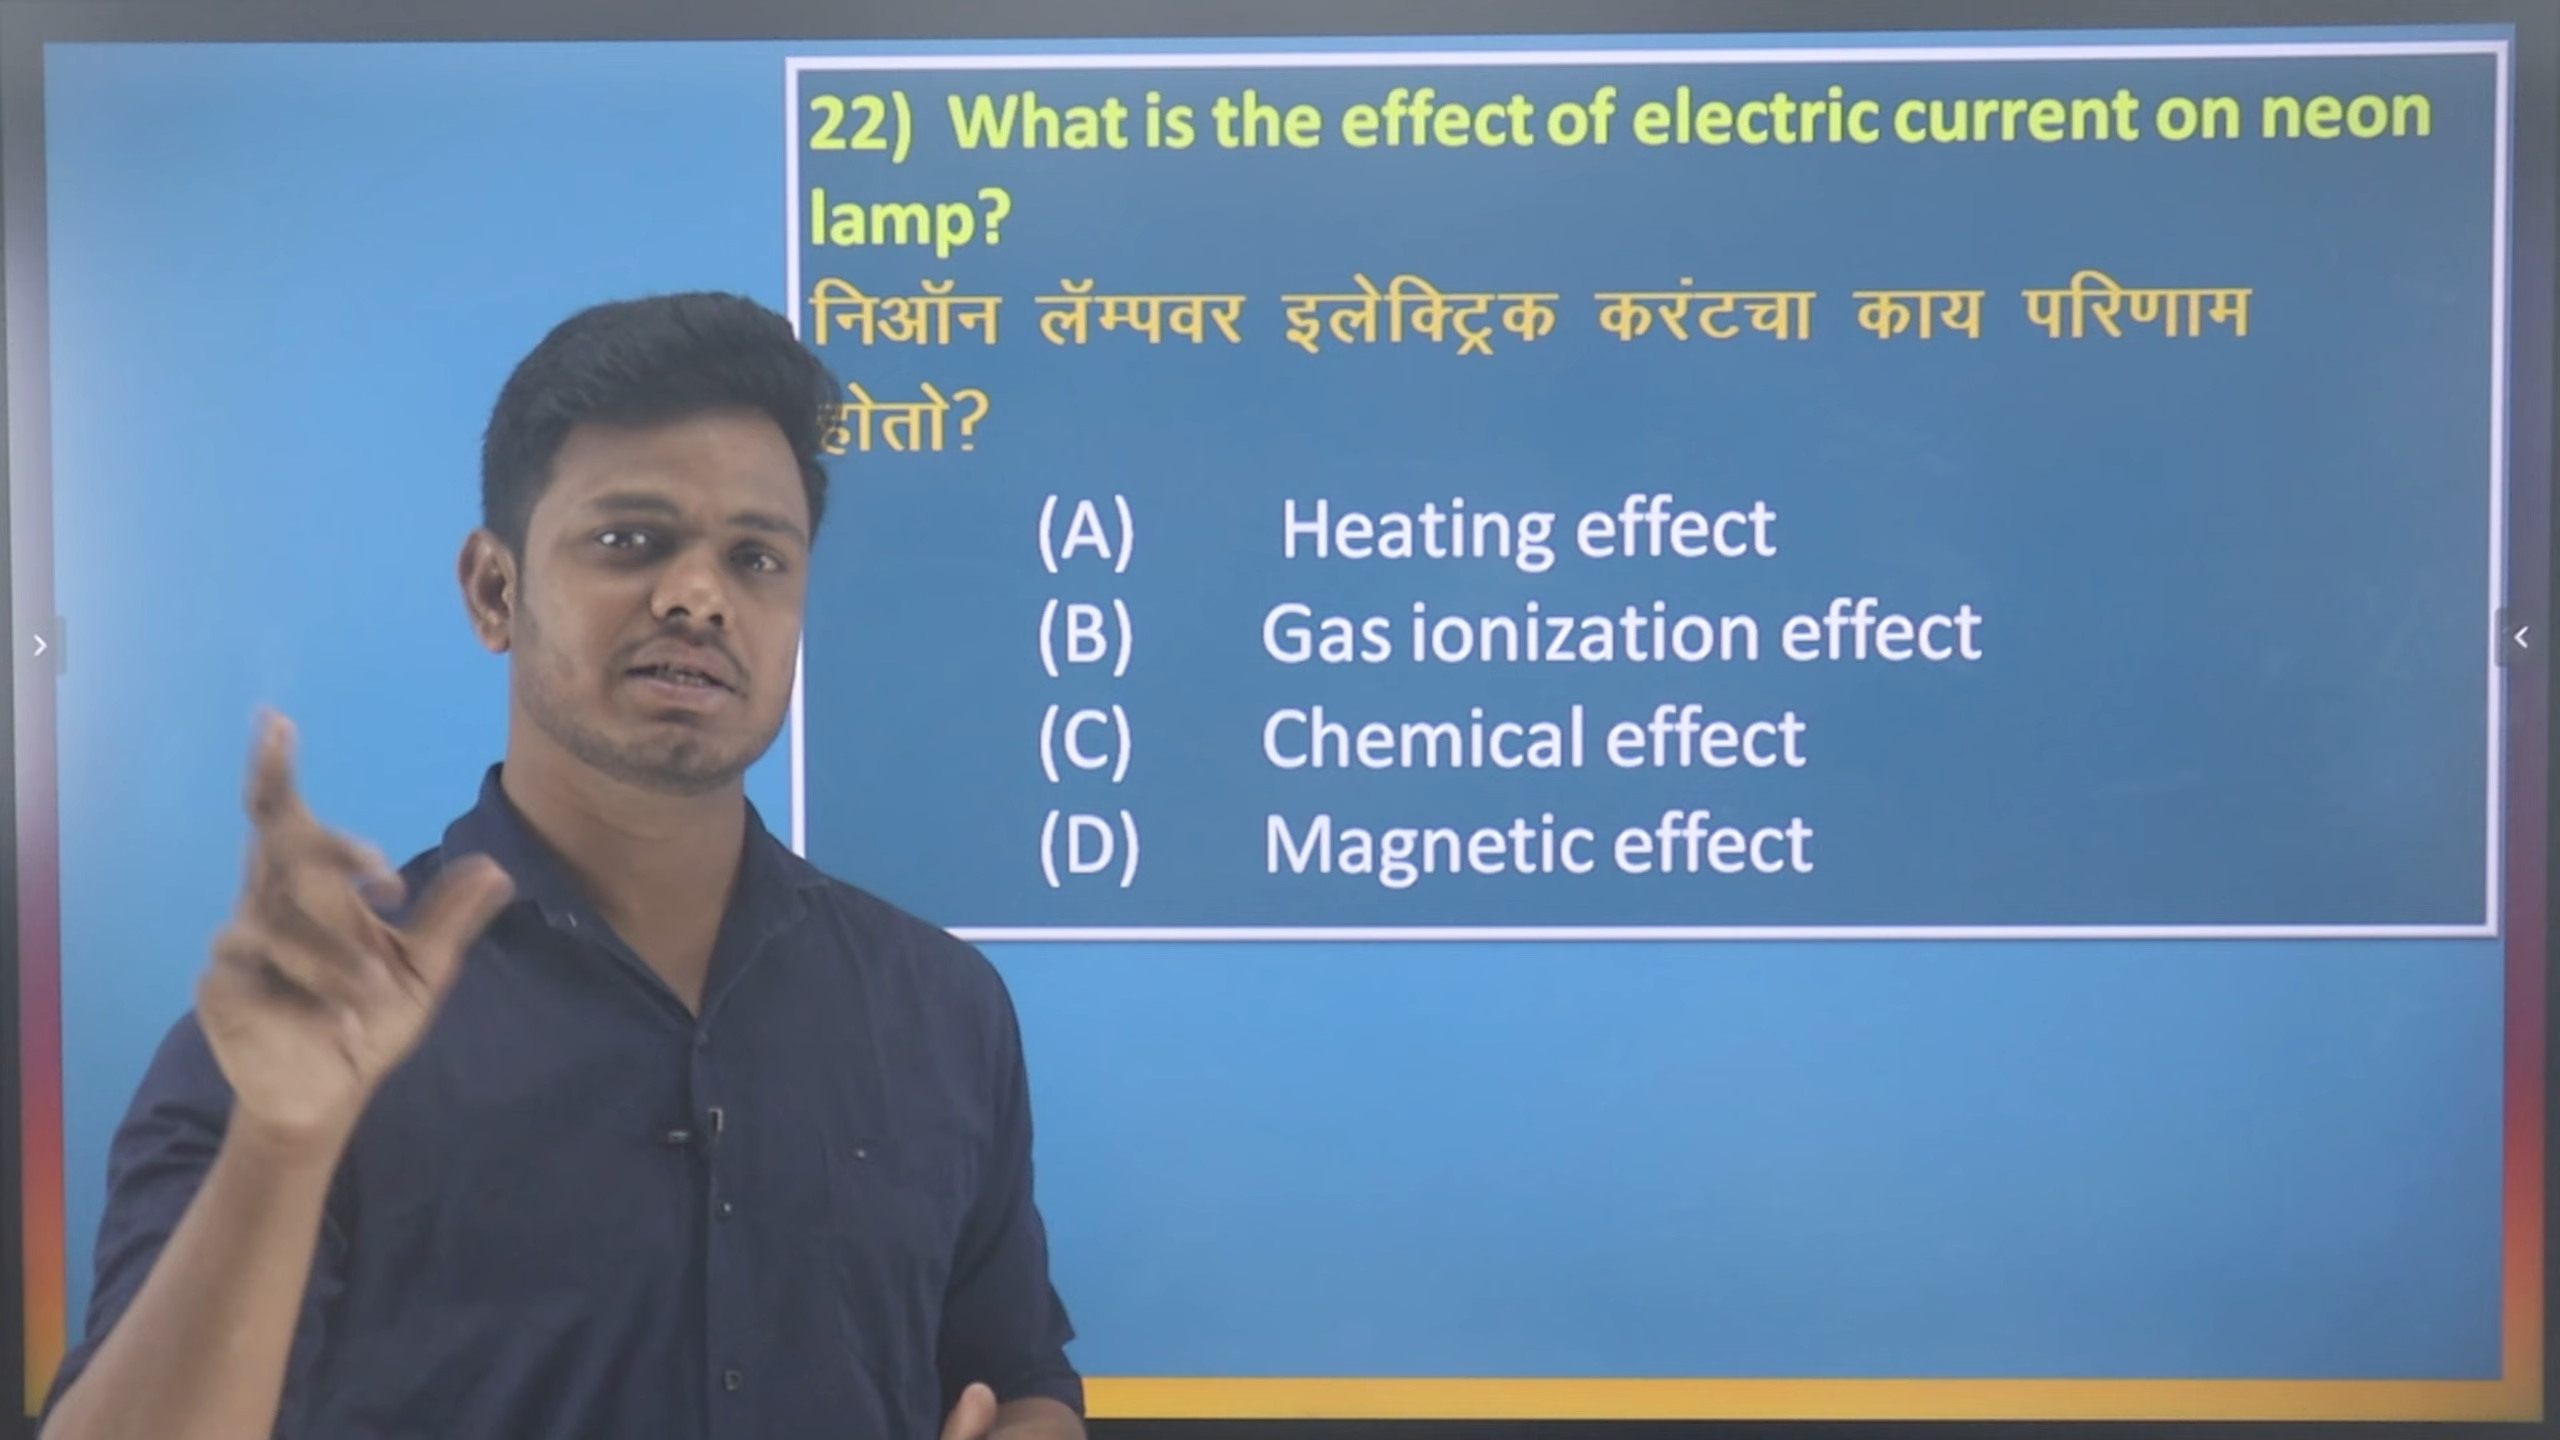 22) What is the effect of electric current on neon
lamp?
निऑन लॅम्पवर इलेक्ट्रिक करंटचा काय परिणाम
होतो?
(A) Heating effect
(B) Gas ionization effect
(C) Chemical effect
(D) Magnetic effect